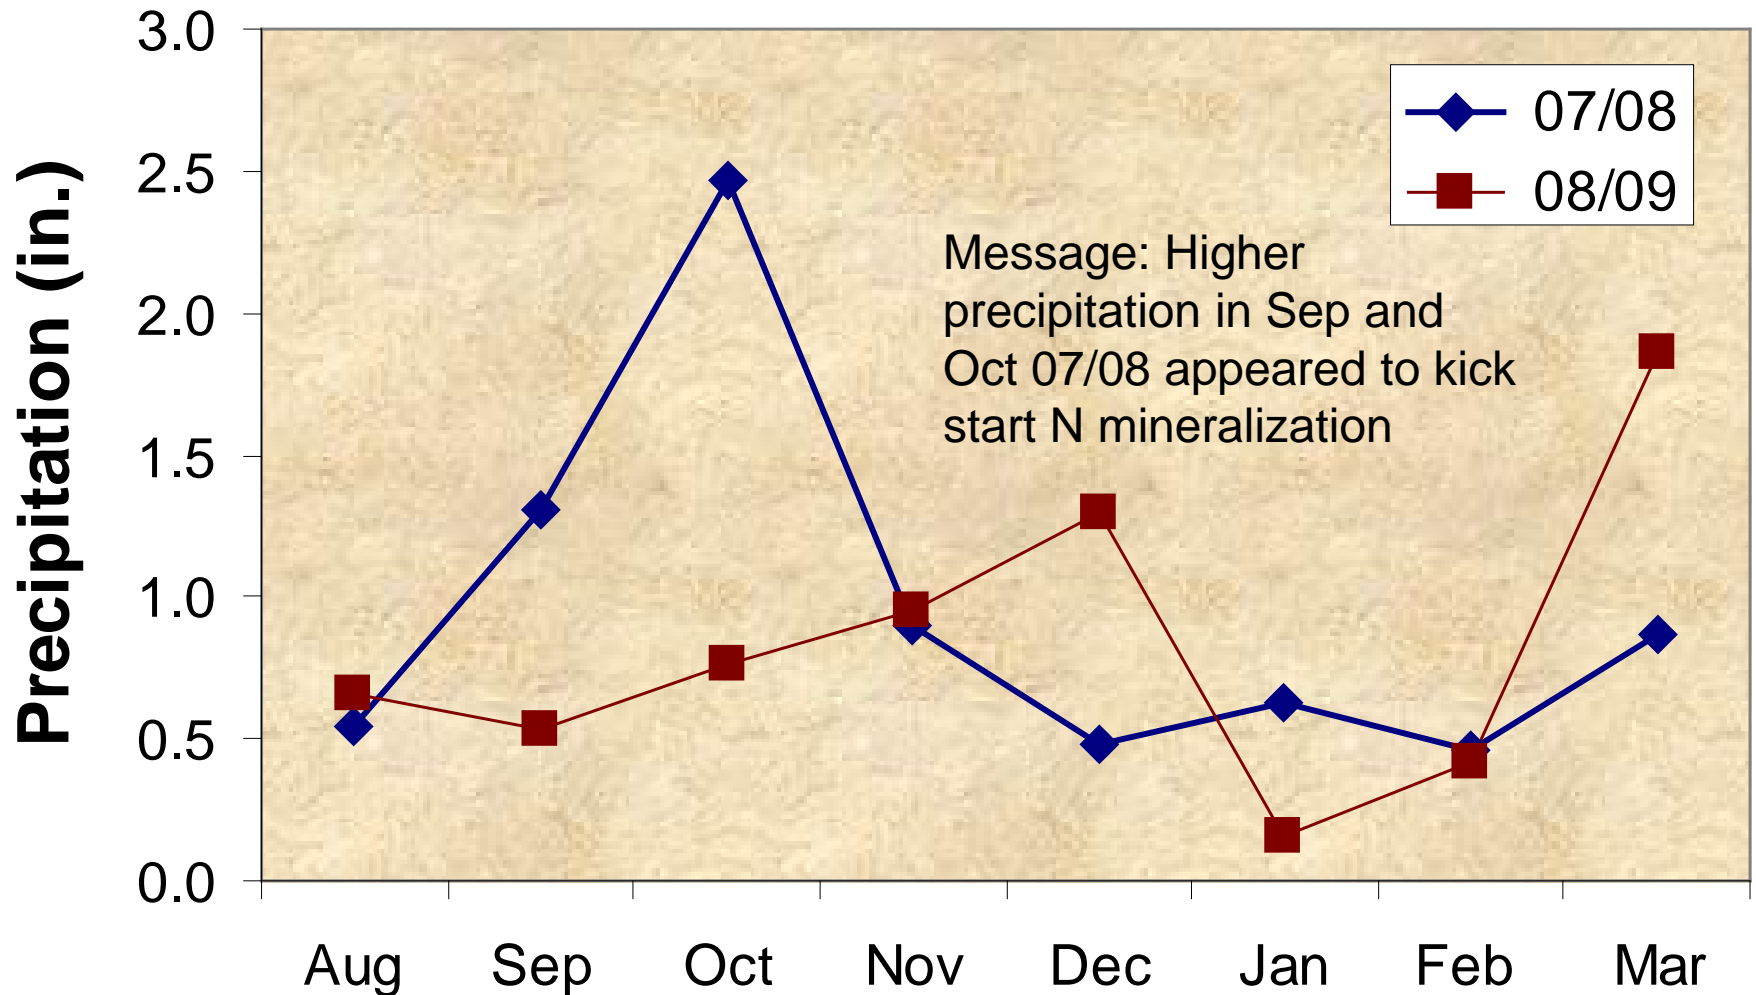 Precipitation (in.)
3.0
2.5
2.0
1.5
1.0
0.5
0.0
07/08
08/09
Message: Higher
precipitation in Sep and
Oct 07/08 appeared to kick
start N mineralization
Aug Sep Oct Nov Dec Jan Feb Mar